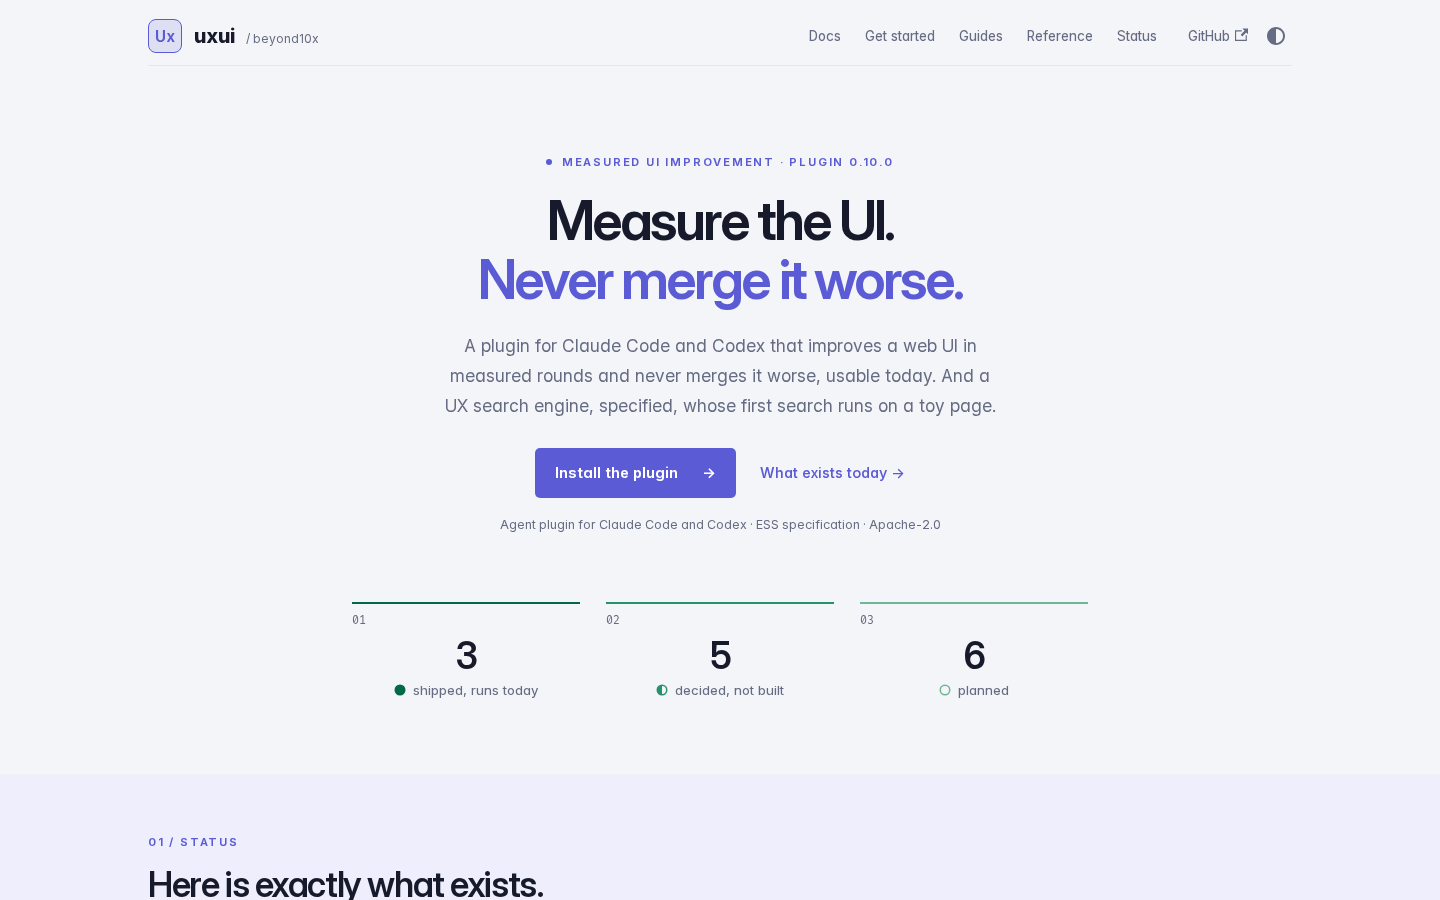 Ux uxui / beyond10x
Docs Get started Guides Reference Status GitHub
MEASURED UI IMPROVEMENT · PLUGIN 0.10.0
Measure the UI.
Never merge it worse.
A plugin for Claude Code and Codex that improves a web UI in
measured rounds and never merges it worse, usable today. And a
UX search engine, specified, whose first search runs on a toy page.
Install the plugin → What exists today →
Agent plugin for Claude Code and Codex · ESS specification · Apache-2.0
01 02 03
3 5 6
shipped, runs today decided, not built planned
01 / STATUS
Here is exactly what exists.